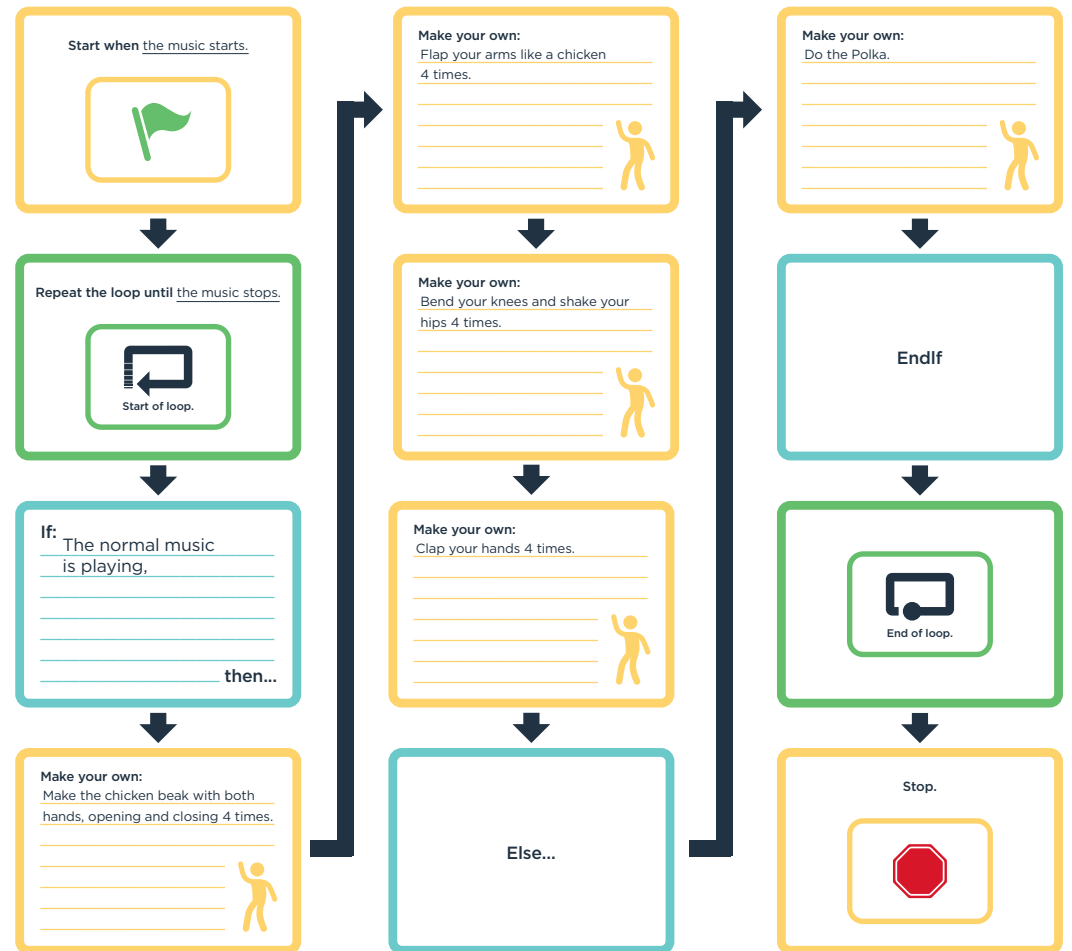 Start when the music starts.
Repeat the loop until the music stops.
Start of loop.
If:
The normal music
is playing,
then...
Make your own:
Make the chicken beak with both
hands, opening and closing 4 times.
Make your own:
Flap your arms like a chicken
4 times.
Make your own:
Bend your knees and shake your
hips 4 times.
Make your own:
Clap your hands 4 times.
Else...
Make your own:
Do the Polka.
EndIf
End of loop.
Stop.